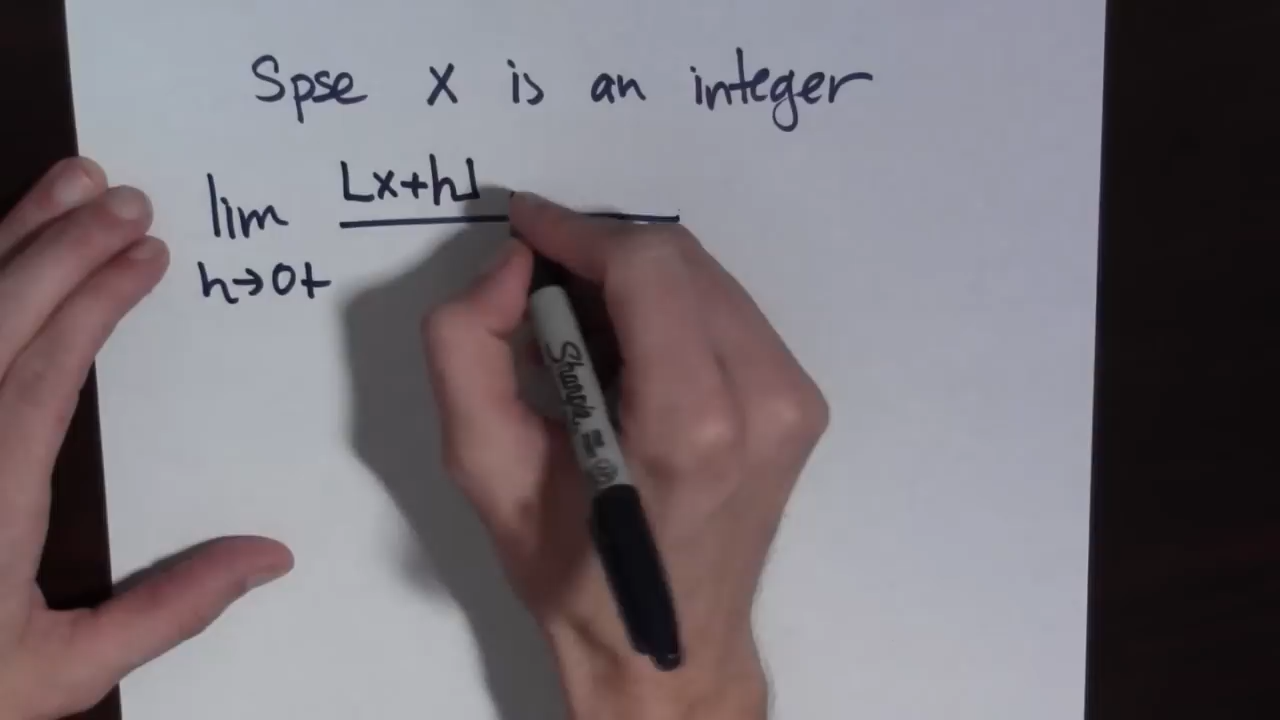 Spse x is an integer
lim ⌊x+h⌋
h→0+
Sharpie